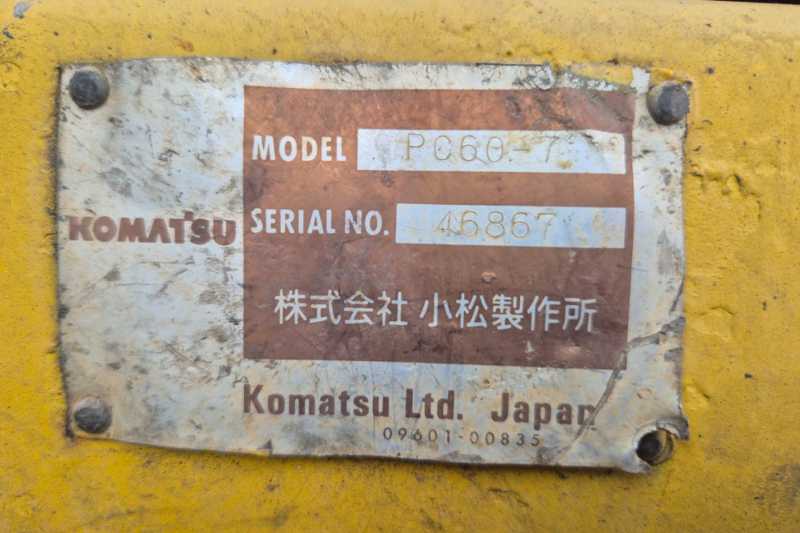 MODEL PC60-7
KOMATSU SERIAL NO. 46867
株式会社 小松製作所
Komatsu Ltd. Japan
09601-00835